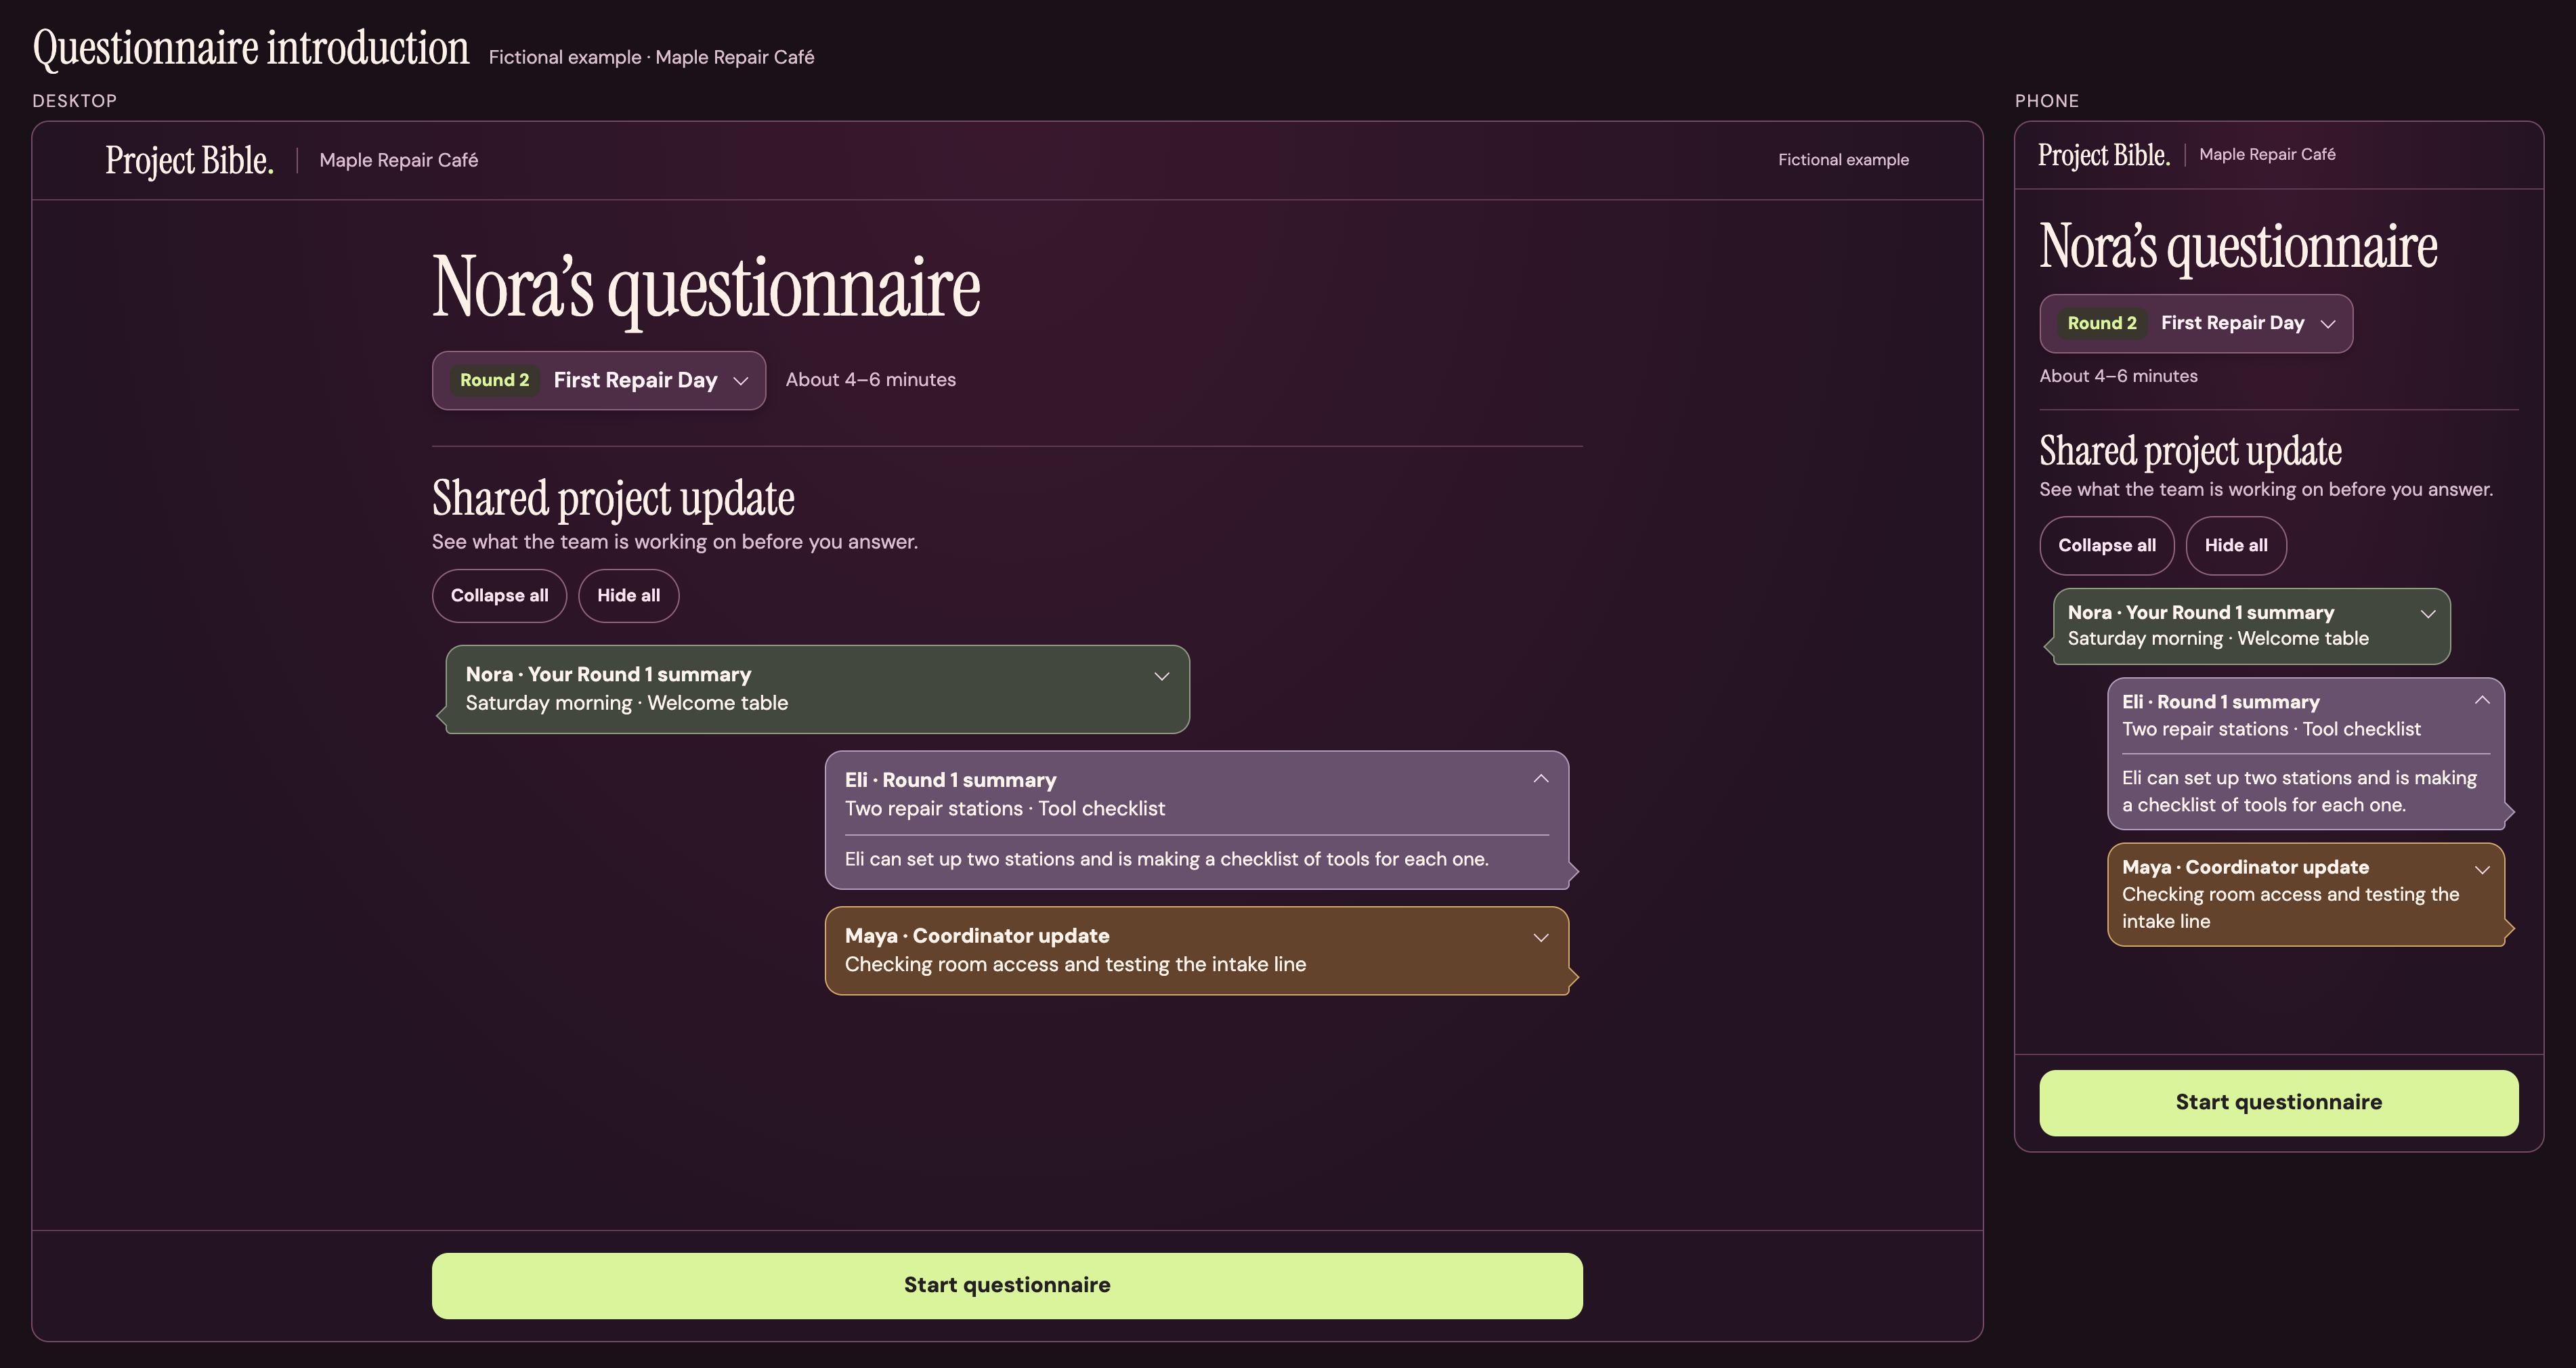 Questionnaire introduction
Fictional example · Maple Repair Café
DESKTOP
Project Bible.
Maple Repair Café
Fictional example
Nora’s questionnaire
Round 2
First Repair Day
About 4–6 minutes
Shared project update
See what the team is working on before you answer.
Collapse all
Hide all
Nora · Your Round 1 summary
Saturday morning · Welcome table
Eli · Round 1 summary
Two repair stations · Tool checklist
Eli can set up two stations and is making a checklist of tools for each one.
Maya · Coordinator update
Checking room access and testing the intake line
Start questionnaire
PHONE
Project Bible.
Maple Repair Café
Nora’s questionnaire
Round 2
First Repair Day
About 4–6 minutes
Shared project update
See what the team is working on before you answer.
Collapse all
Hide all
Nora · Your Round 1 summary
Saturday morning · Welcome table
Eli · Round 1 summary
Two repair stations · Tool checklist
Eli can set up two stations and is making
a checklist of tools for each one.
Maya · Coordinator update
Checking room access and testing the
intake line
Start questionnaire